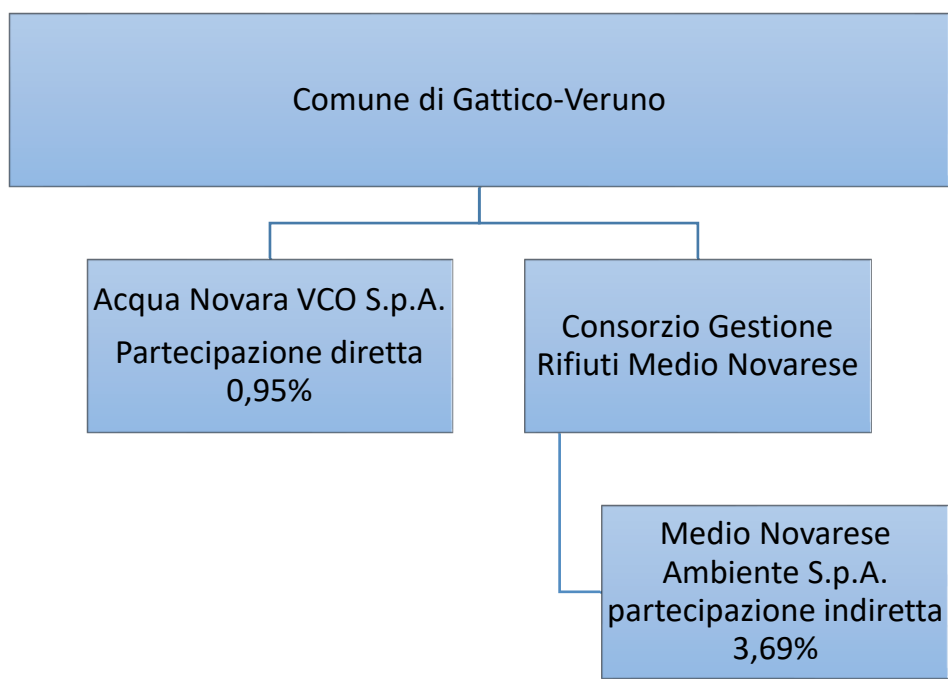 Comune di Gattico-Veruno
Acqua Novara VCO S.p.A.
Partecipazione diretta
0,95%
Consorzio Gestione
Rifiuti Medio Novarese
Medio Novarese
Ambiente S.p.A.
partecipazione indiretta
3,69%